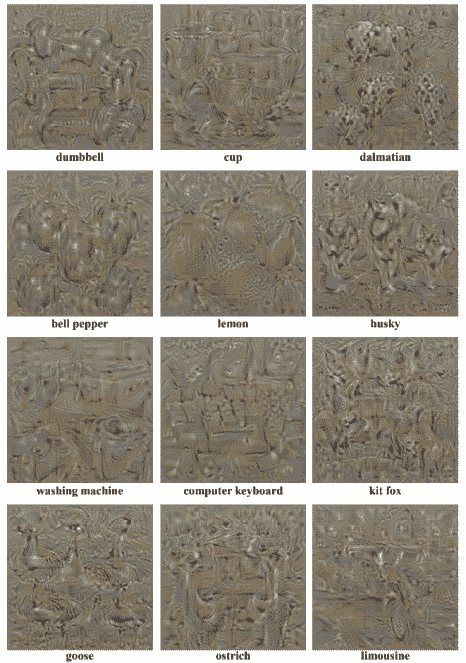 dumbbell
cup
dalmatian
bell pepper
lemon
husky
washing machine
computer keyboard
kit fox
goose
ostrich
limousine